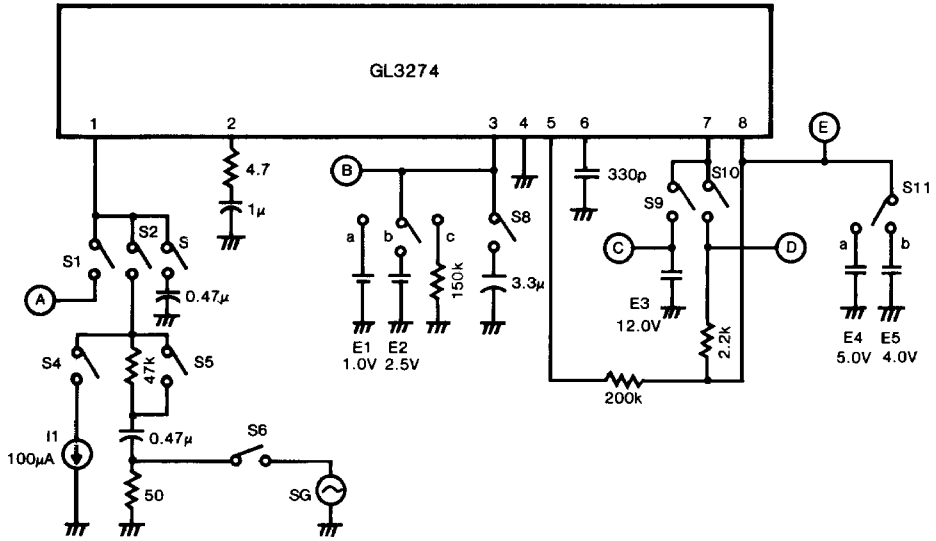 GL3274
1 2 3 4 5 6 7 8
4.7
1μ
B
330p
E
S9
S10
S11
S8
a b c
150k
3.3μ
C
D
a b
S1
S2
S
0.47μ
A
E1
1.0V
E2
2.5V
E3
12.0V
2.2k
E4
5.0V
E5
4.0V
S4
47k
S5
200k
0.47μ
S6
I1
100μA
50
SG